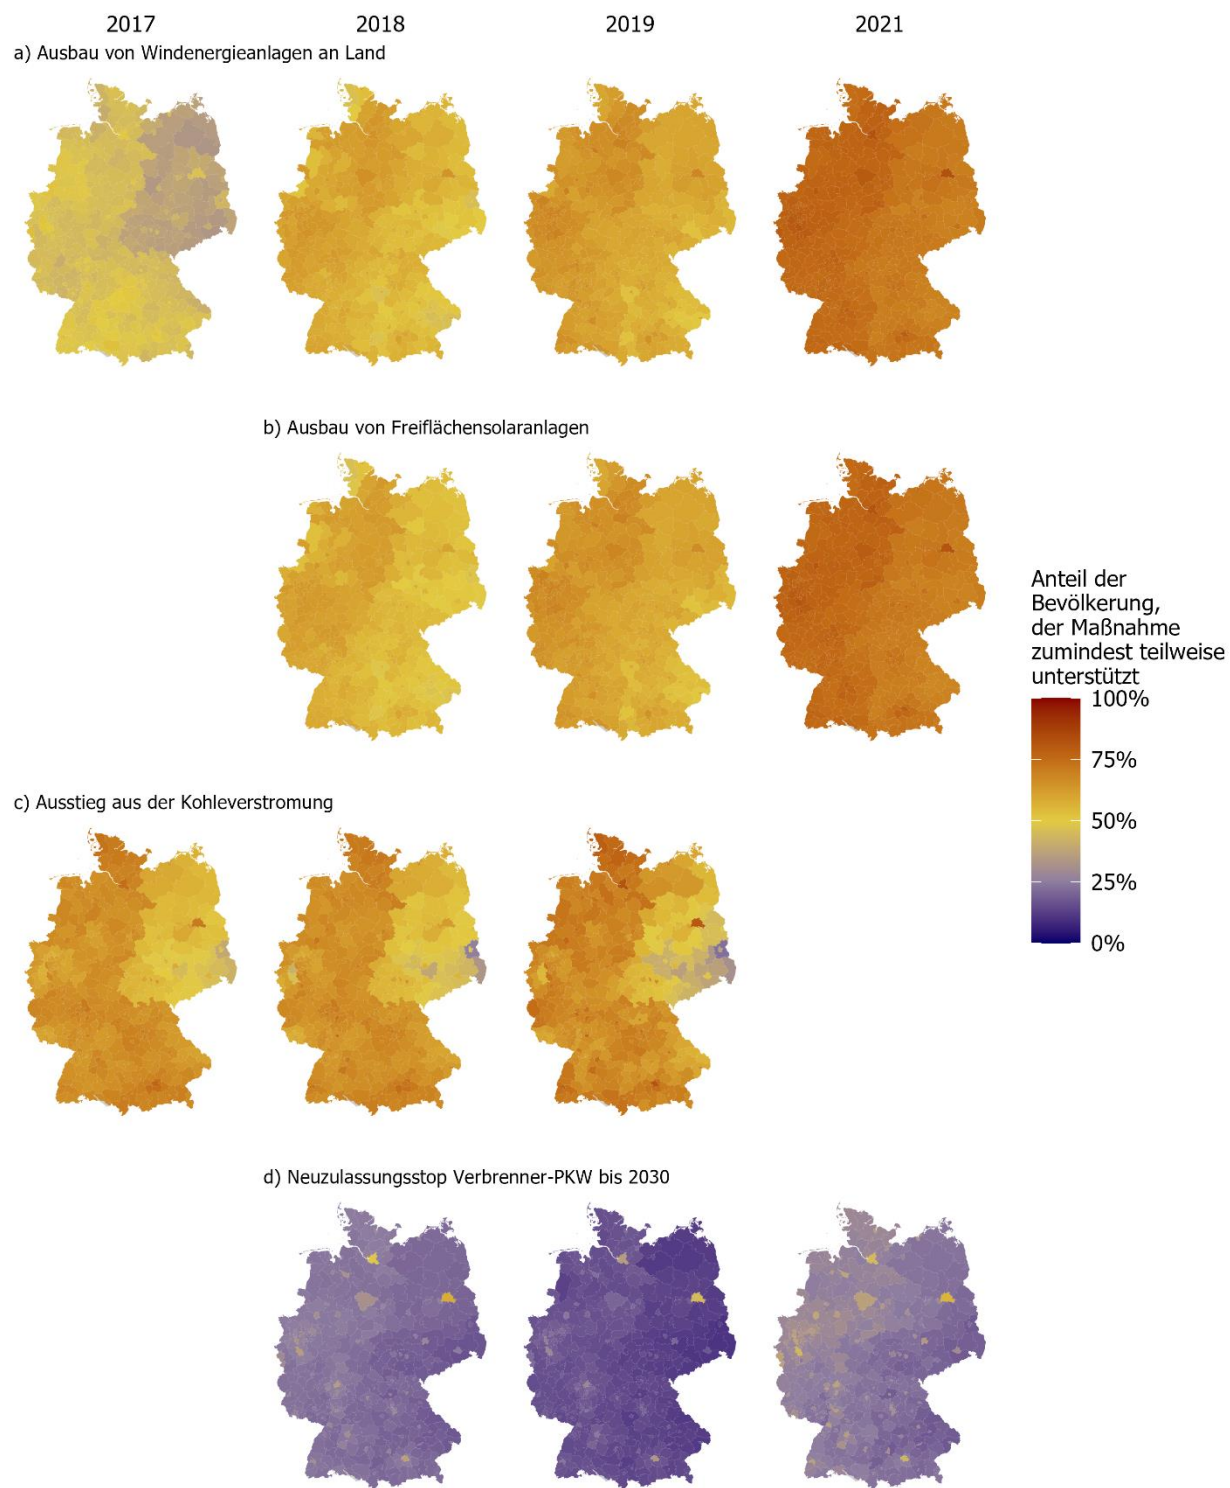 2017
2018
2019
2021
a) Ausbau von Windenergieanlagen an Land
b) Ausbau von Freiflächensolaranlagen
Anteil der
Bevölkerung,
der Maßnahme
zumindest teilweise
unterstützt
100%
75%
50%
25%
0%
c) Ausstieg aus der Kohleverstromung
d) Neuzulassungsstop Verbrenner-PKW bis 2030